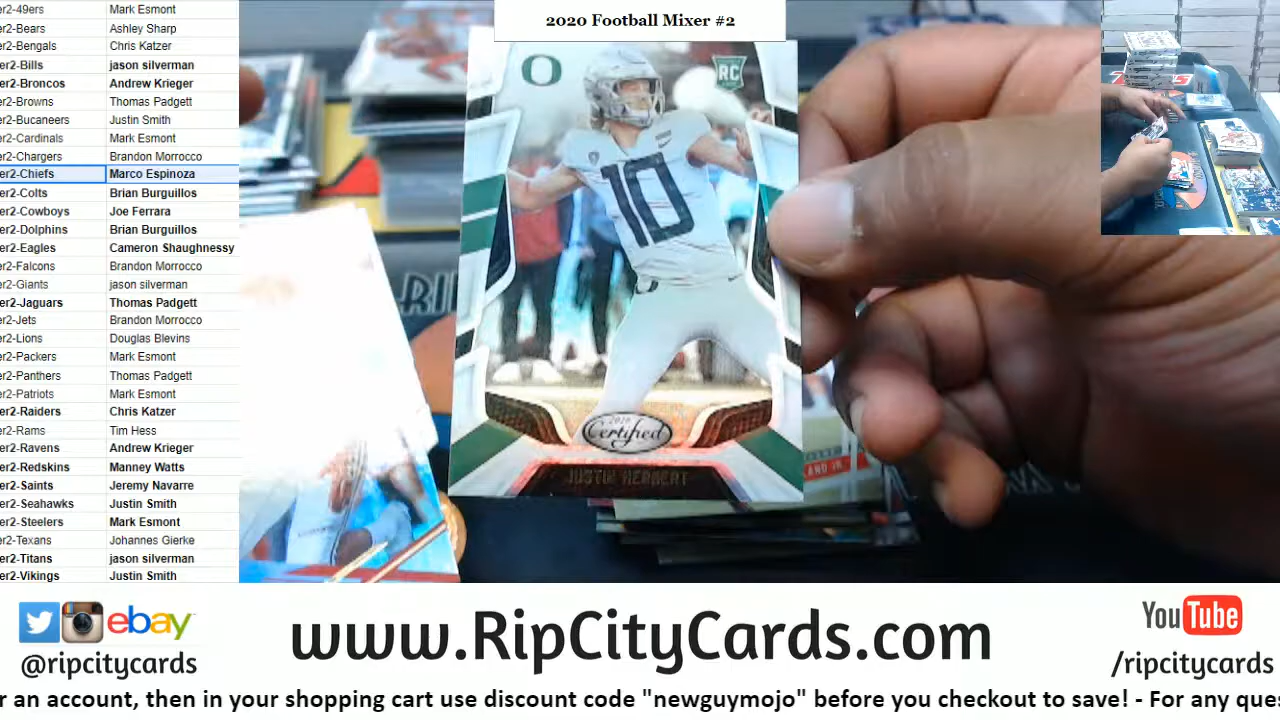 2020 Football Mixer #2
er2-49ers Mark Esmont
er2-Bears Ashley Sharp
er2-Bengals Chris Katzer
er2-Bills jason silverman
er2-Broncos Andrew Krieger
er2-Browns Thomas Padgett
er2-Bucaneers Justin Smith
er2-Cardinals Mark Esmont
er2-Chargers Brandon Morrocco
er2-Chiefs Marco Espinoza
er2-Colts Brian Burguillos
er2-Cowboys Joe Ferrara
er2-Dolphins Brian Burguillos
er2-Eagles Cameron Shaughnessy
er2-Falcons Brandon Morrocco
er2-Giants jason silverman
er2-Jaguars Thomas Padgett
er2-Jets Brandon Morrocco
er2-Lions Douglas Blevins
er2-Packers Mark Esmont
er2-Panthers Thomas Padgett
er2-Patriots Mark Esmont
er2-Raiders Chris Katzer
er2-Rams Tim Hess
er2-Ravens Andrew Krieger
er2-Redskins Manney Watts
er2-Saints Jeremy Navarre
er2-Seahawks Justin Smith
er2-Steelers Mark Esmont
er2-Texans Johannes Gierke
er2-Titans jason silverman
er2-Vikings Justin Smith
O
RC
10
2020
Certified
JUSTIN HERBERT
ebay
@ripcitycards
www.RipCityCards.com
YouTube
/ripcitycards
r an account, then in your shopping cart use discount code "newguymojo" before you checkout to save! - For any ques